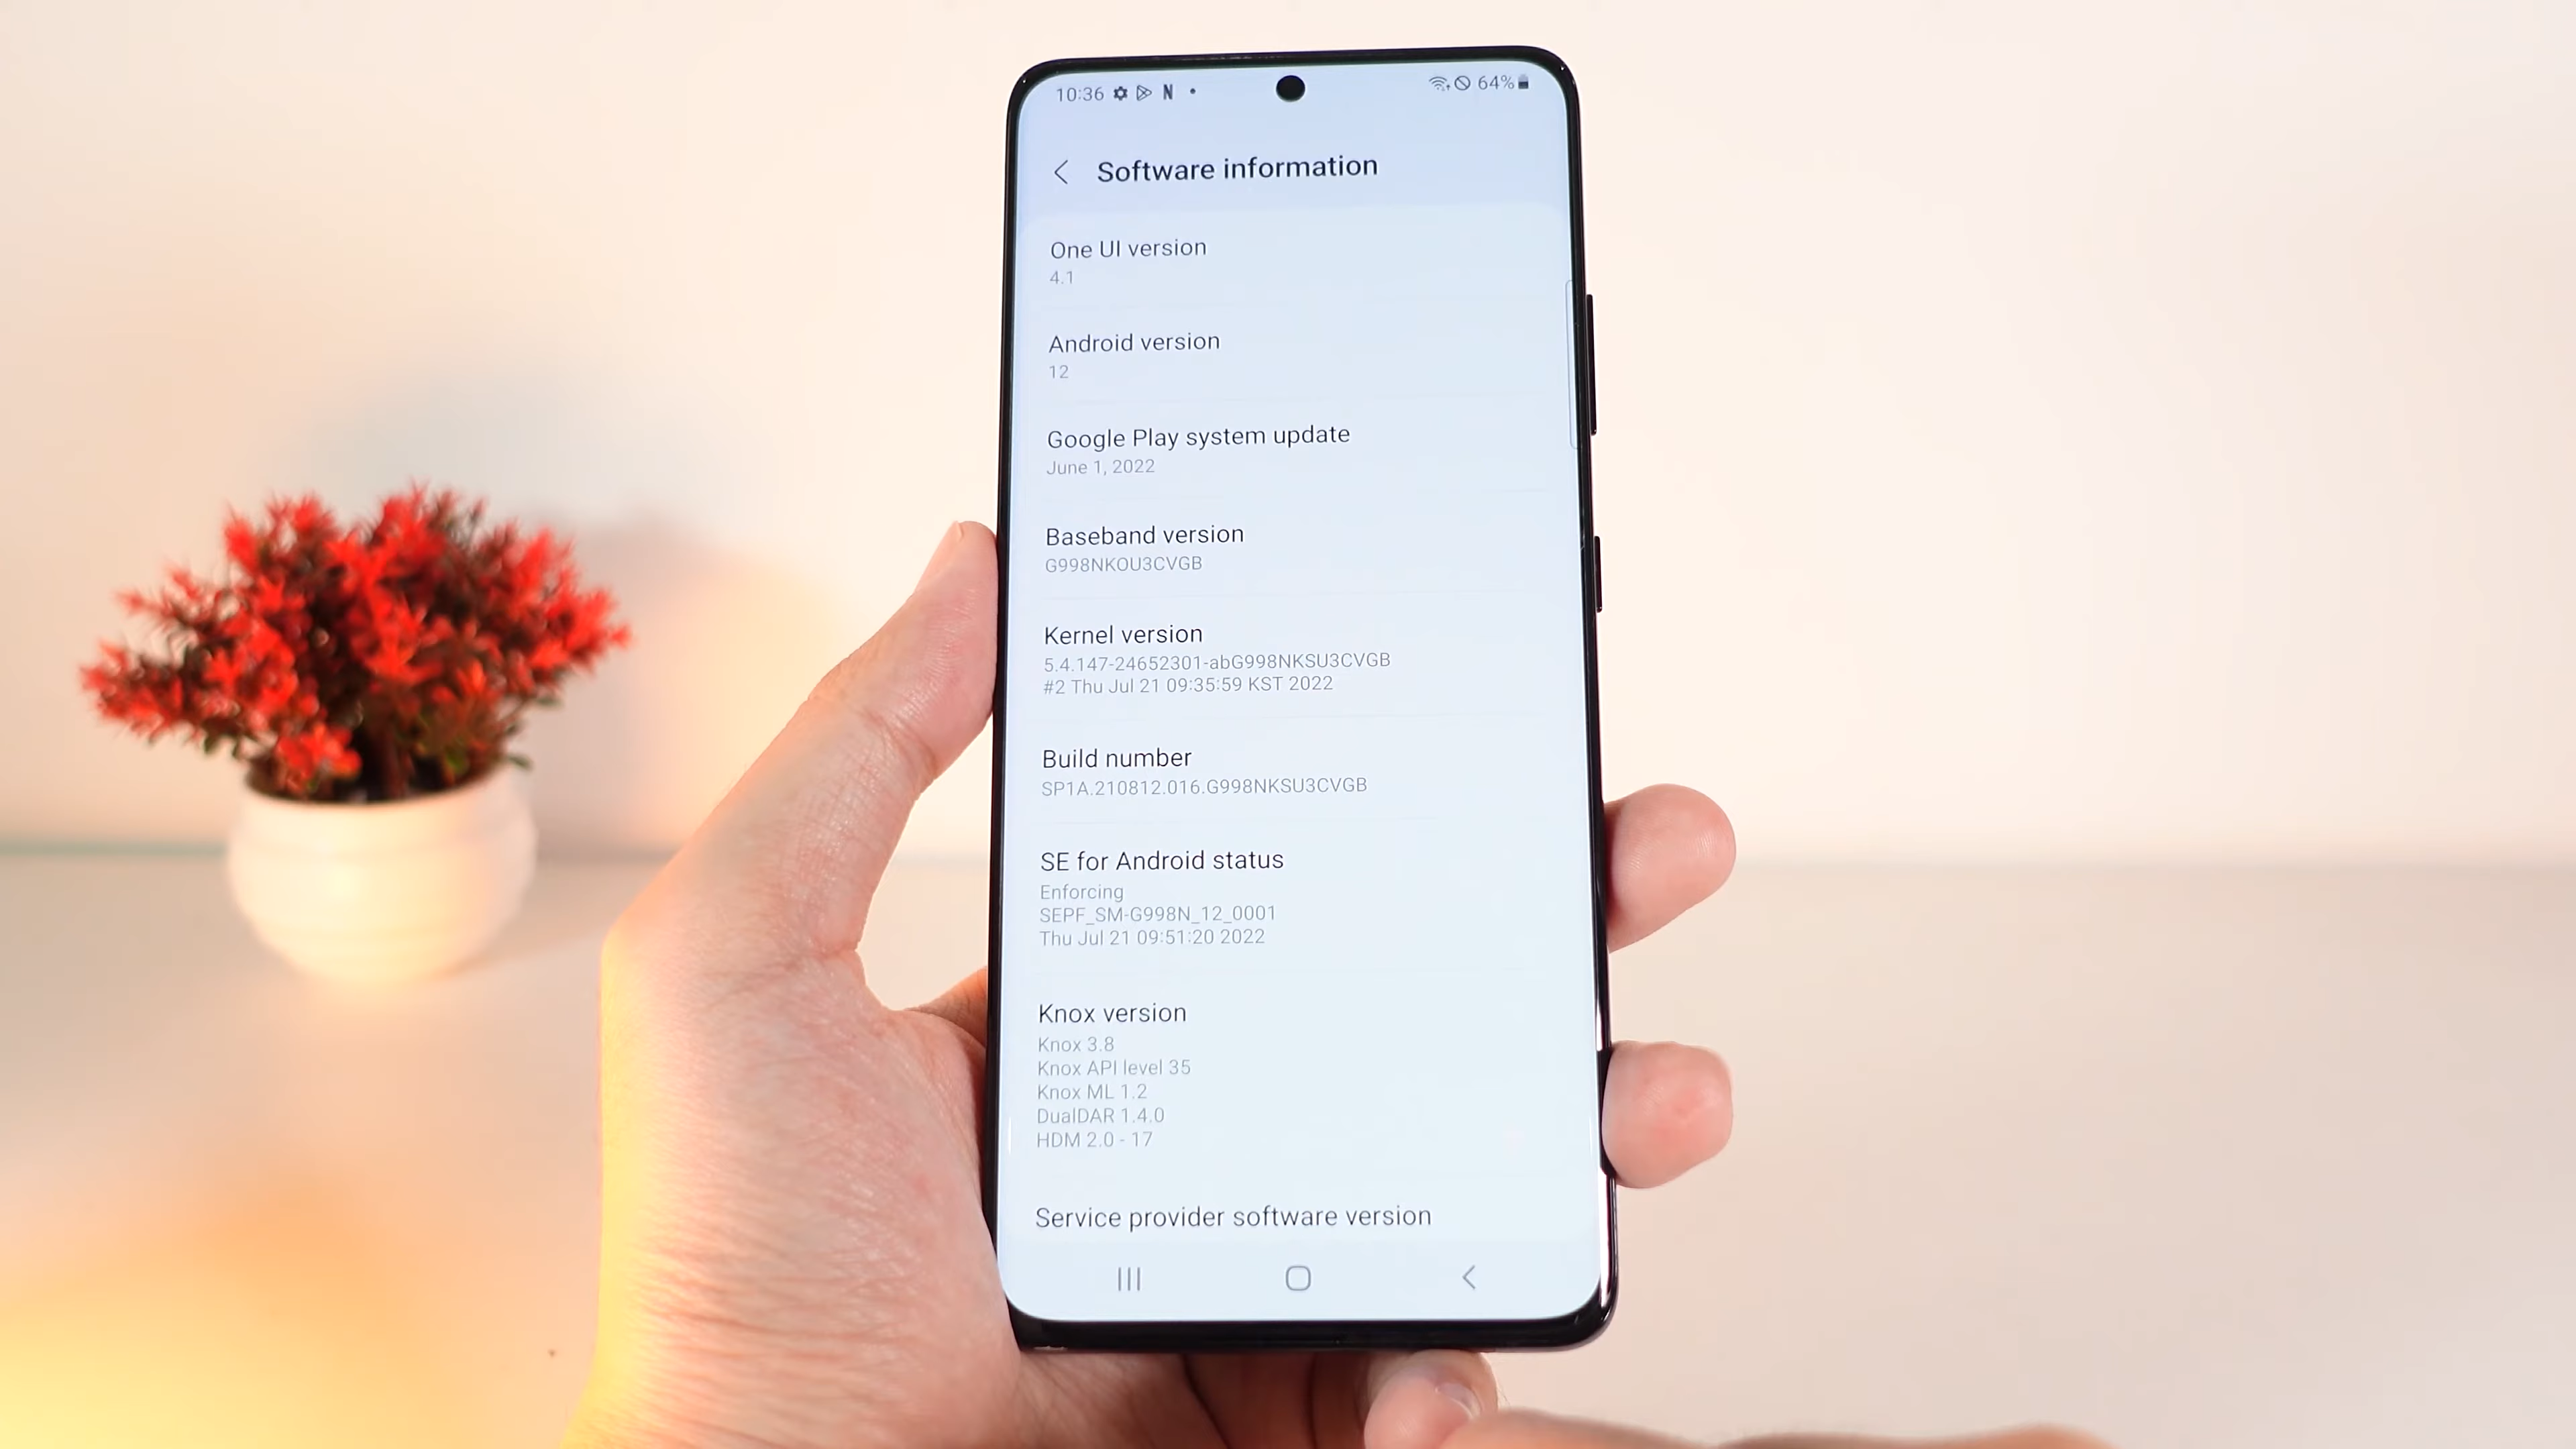 10:36 N 64%
Software information
One UI version
4.1
Android version
12
Google Play system update
June 1, 2022
Baseband version
G998NKOU3CVGB
Kernel version
5.4.147-24652301-abG998NKSU3CVGB
#2 Thu Jul 21 09:35:59 KST 2022
Build number
SP1A.210812.016.G998NKSU3CVGB
SE for Android status
Enforcing
SEPF_SM-G998N_12_0001
Thu Jul 21 09:51:20 2022
Knox version
Knox 3.8
Knox API level 35
Knox ML 1.2
DualDAR 1.4.0
HDM 2.0 - 17
Service provider software version